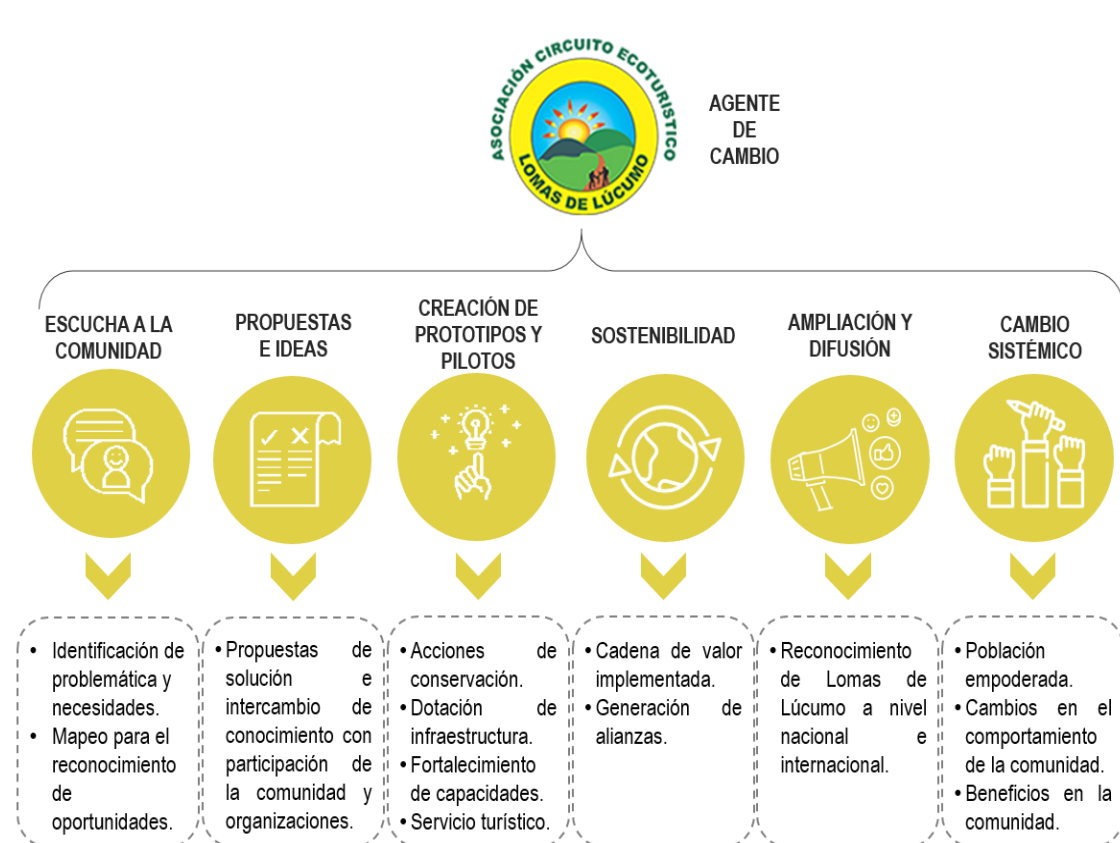 ASOCIACIÓN CIRCUITO ECOTURISTICO
LOMAS DE LÚCUMO
AGENTE
DE
CAMBIO
ESCUCHA A LA
COMUNIDAD
PROPUESTAS
E IDEAS
CREACIÓN DE
PROTOTIPOS Y
PILOTOS
SOSTENIBILIDAD
AMPLIACIÓN Y
DIFUSIÓN
CAMBIO
SISTÉMICO
• Identificación de
problemática y
necesidades.
• Mapeo para el
reconocimiento
de
oportunidades.
• Propuestas de
solución e
intercambio de
conocimiento con
participación de
la comunidad y
organizaciones.
• Acciones de
conservación.
• Dotación de
infraestructura.
• Fortalecimiento
de capacidades.
• Servicio turístico.
• Cadena de valor
implementada.
• Generación de
alianzas.
• Reconocimiento
de Lomas de
Lúcumo a nivel
nacional e
internacional.
• Población
empoderada.
• Cambios en el
comportamiento
de la comunidad.
• Beneficios en la
comunidad.